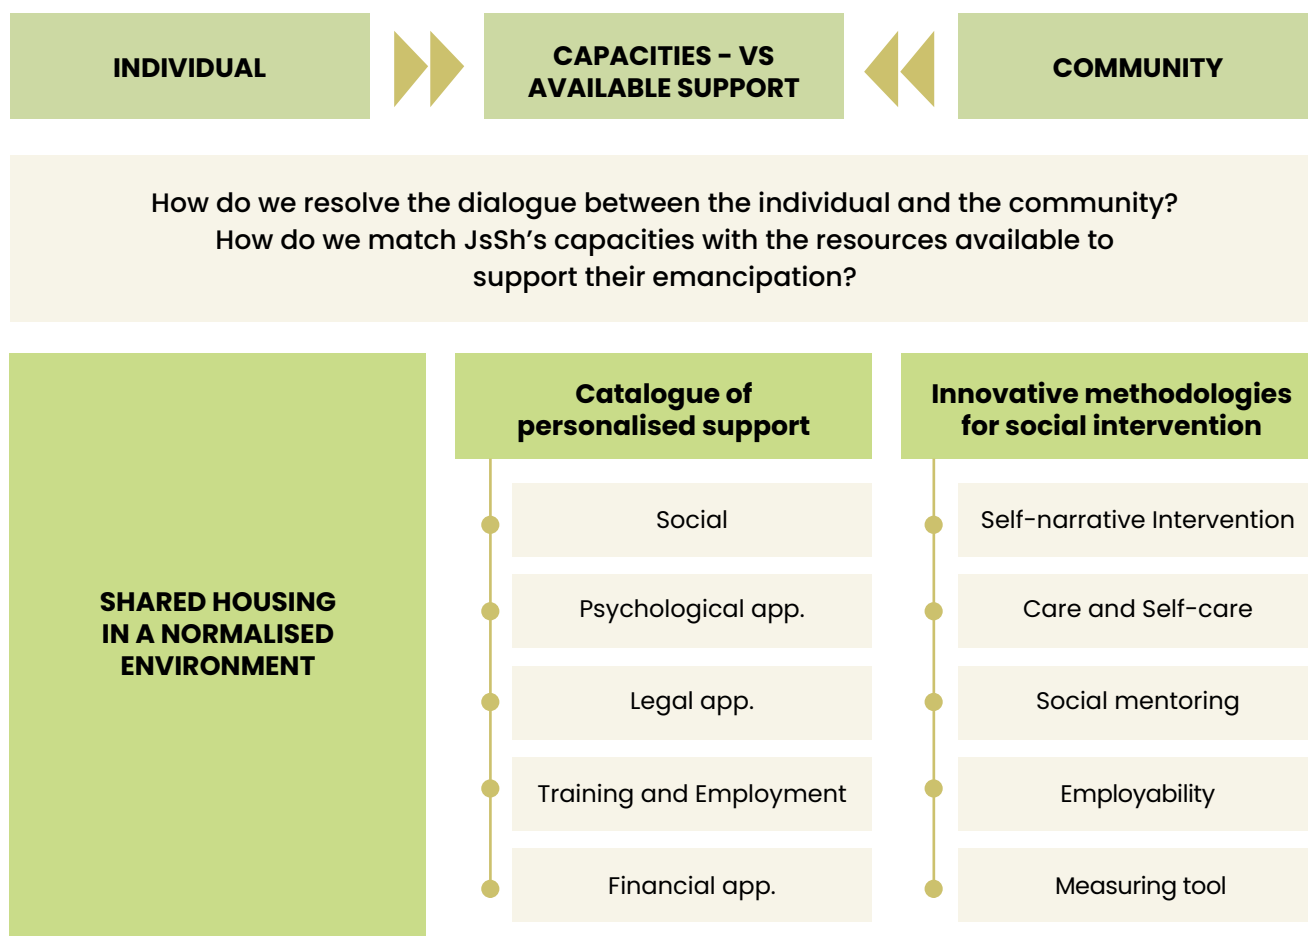 INDIVIDUAL
CAPACITIES - VS
AVAILABLE SUPPORT
COMMUNITY
How do we resolve the dialogue between the individual and the community?
How do we match JsSh’s capacities with the resources available to
support their emancipation?
SHARED HOUSING
IN A NORMALISED
ENVIRONMENT
Catalogue of
personalised support
Social
Psychological app.
Legal app.
Training and Employment
Financial app.
Innovative methodologies
for social intervention
Self-narrative Intervention
Care and Self-care
Social mentoring
Employability
Measuring tool